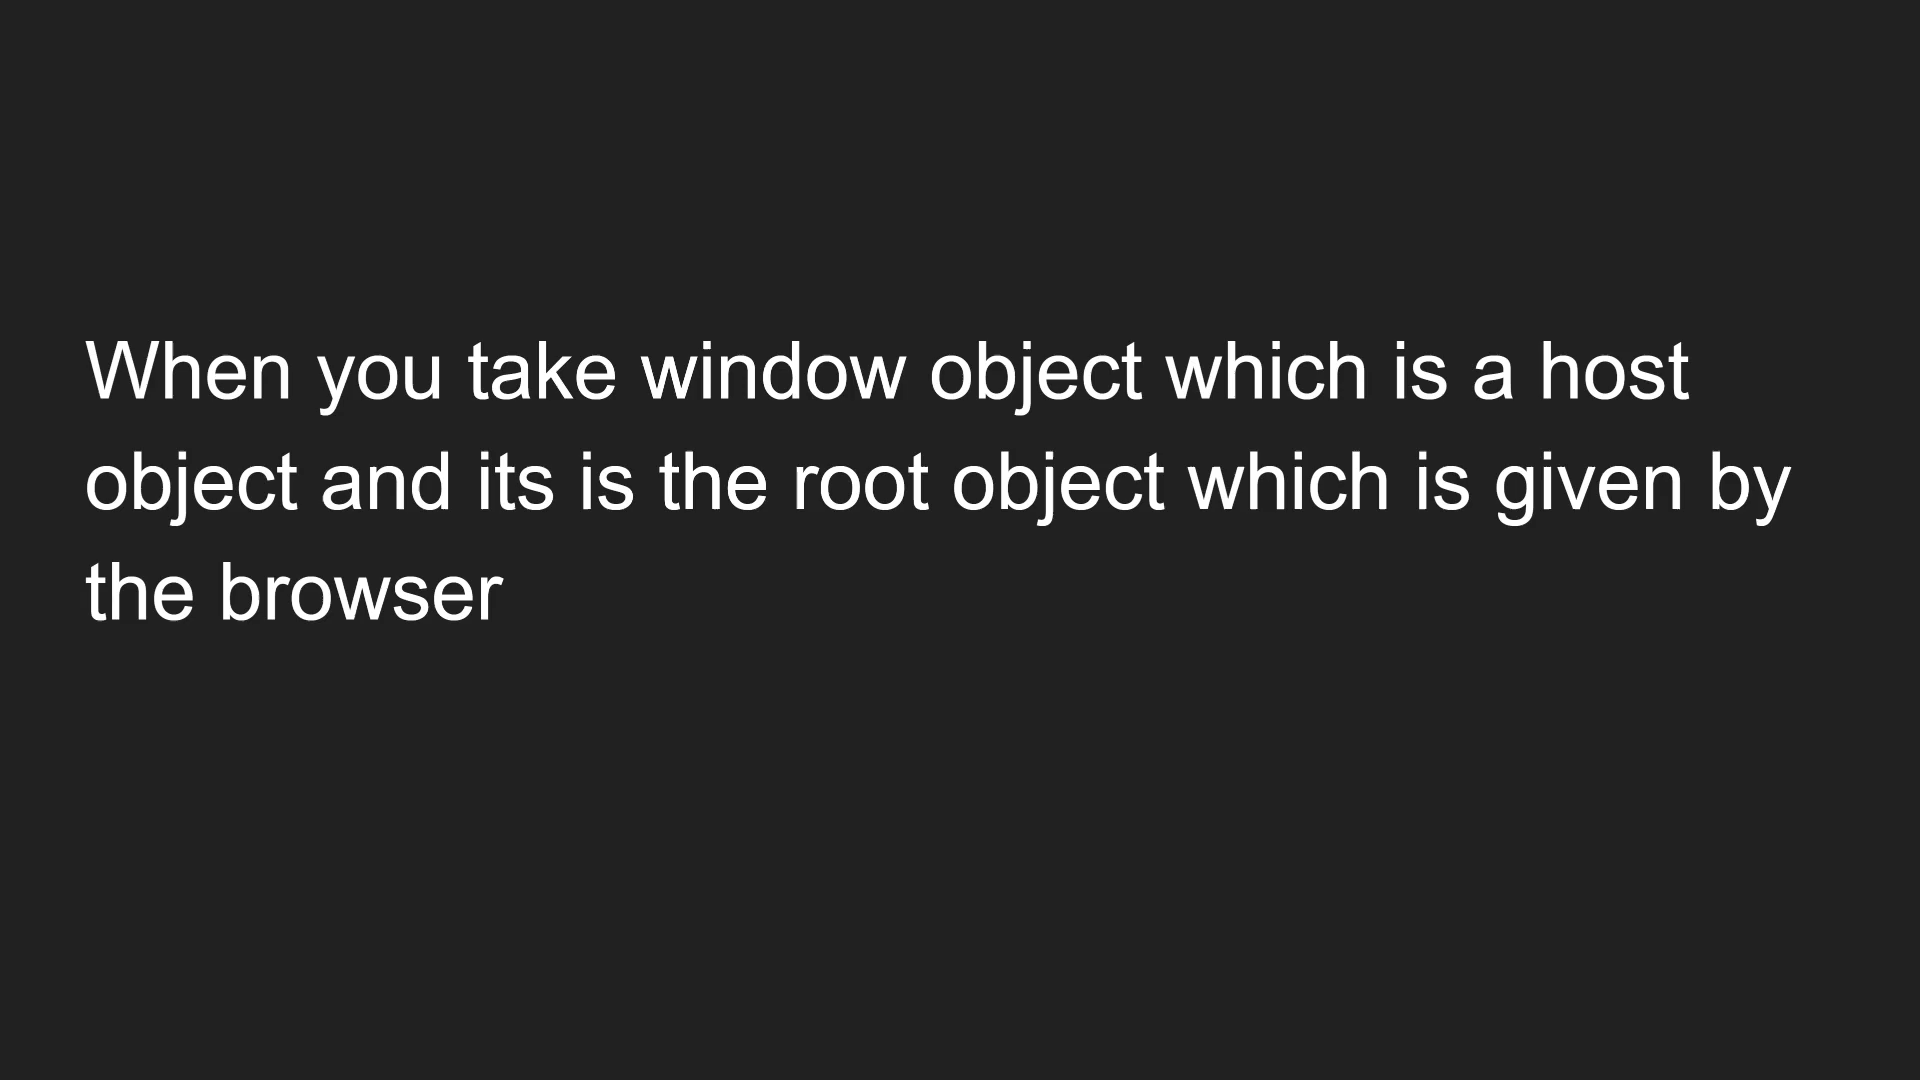 When you take window object which is a host
object and its is the root object which is given by
the browser